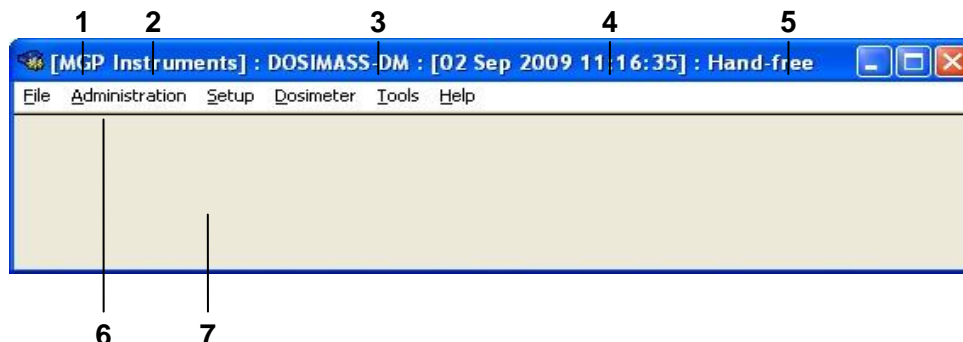 1 2 3 4 5
[MGP Instruments] : DOSIMASS-DM : [02 Sep 2009 11:16:35] : Hand-free
File Administration Setup Dosimeter Tools Help
6 7